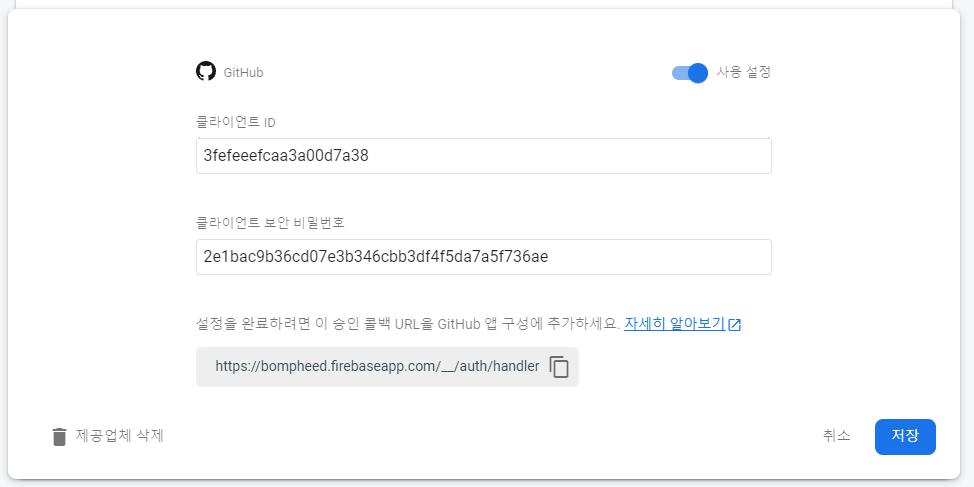 GitHub
사용 설정
클라이언트 ID
3fefeeefcaa3a00d7a38
클라이언트 보안 비밀번호
2e1bac9b36cd07e3b346cbb3df4f5da7a5f736ae
설정을 완료하려면 이 승인 콜백 URL을 GitHub 앱 구성에 추가하세요. 자세히 알아보기
https://bompheed.firebaseapp.com/__/auth/handler
제공업체 삭제
취소
저장